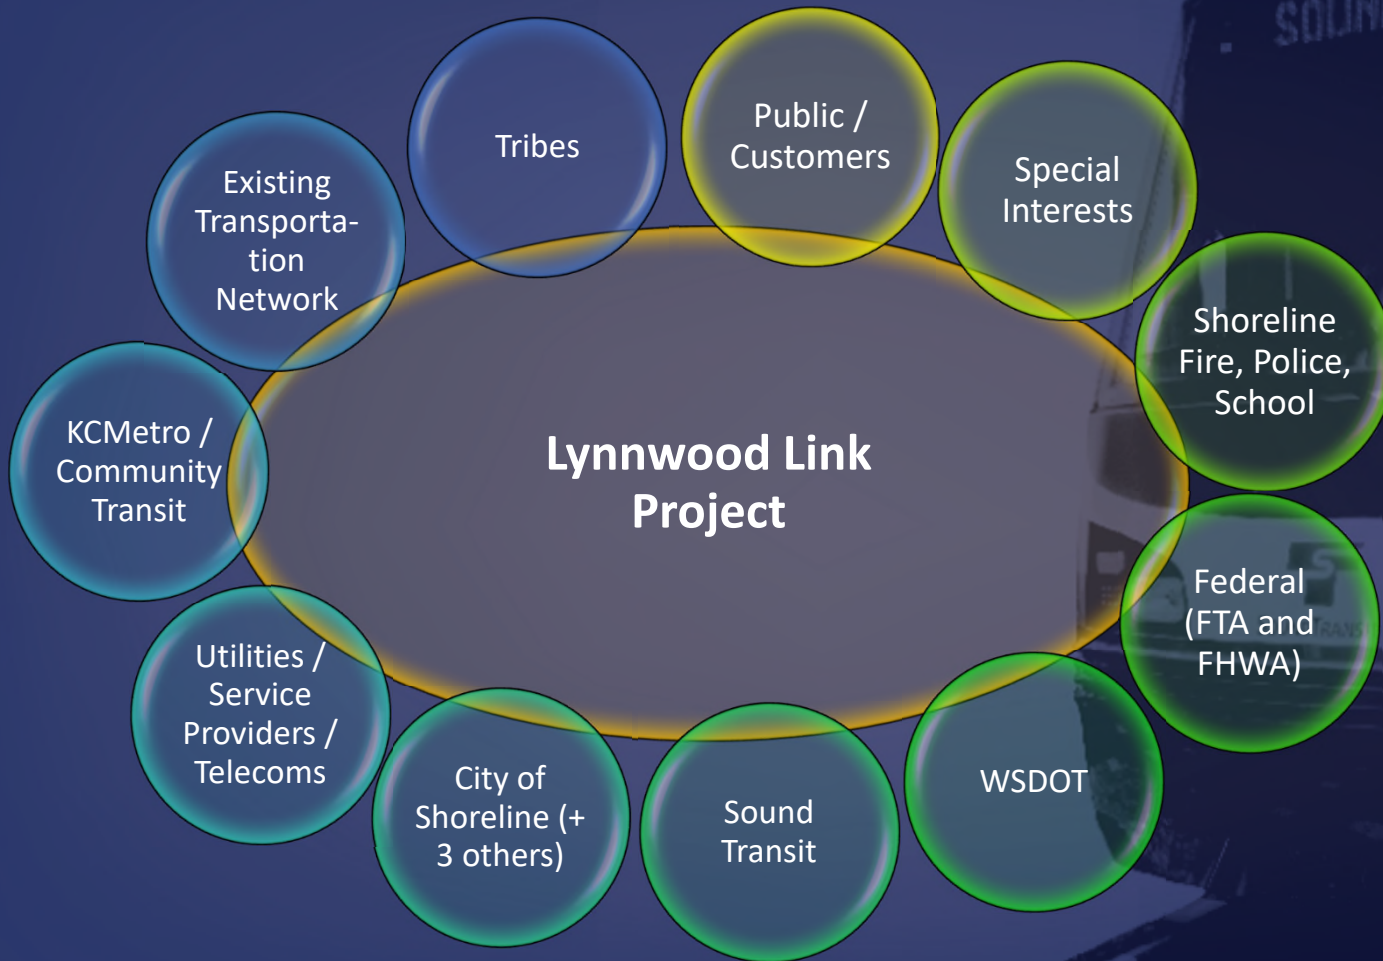 Public /
Customers
Special
Interests
Shoreline
Fire, Police,
School
Federal
(FTA and
FHWA)
WSDOT
Sound
Transit
City of
Shoreline (+
3 others)
Utilities /
Service
Providers /
Telecoms
KCMetro /
Community
Transit
Existing
Transporta-
tion
Network
Tribes
Lynnwood Link
Project